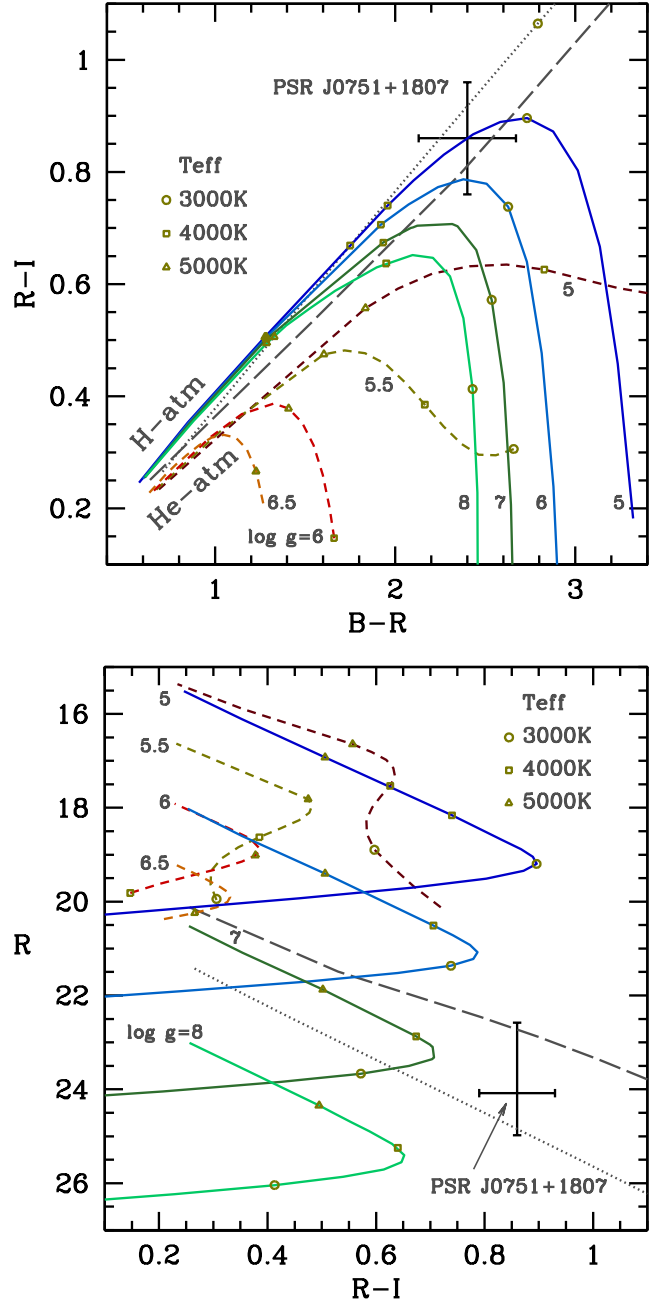 1
PSR J0751+1807
Teff
3000K
4000K
5000K
0.8
R-I
0.6
5
H-atm
5.5
0.4
He-atm
6.5
log g=6
8
7
6
5
0.2
1
2
3
B-R
5
16
Teff
3000K
4000K
5000K
5.5
18
6
6.5
20
R
7
22
log g=8
24
PSR J0751+1807
26
0.2
0.4
0.6
0.8
1
R-I